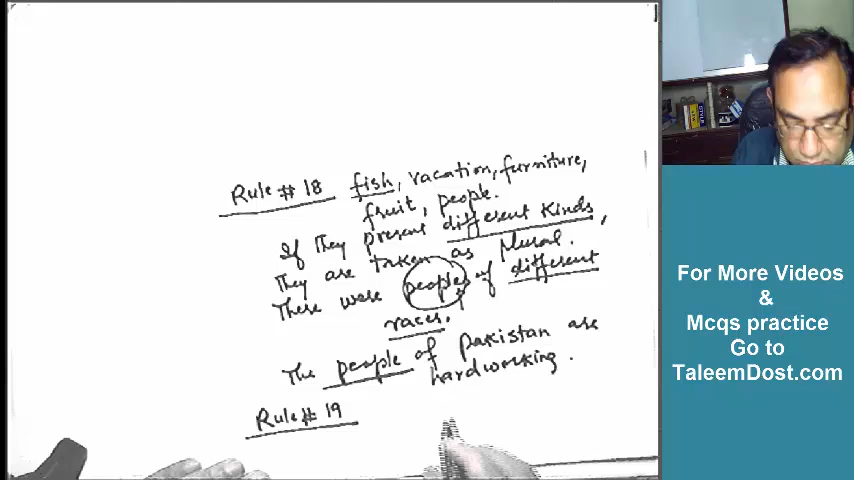 Rule # 18 fish, vacation, furniture,
fruit, people.
If they present different kinds,
They are taken as plural.
These were peoples of different
races.
The people of Pakistan are
hardworking.
Rule # 19
For More Videos
&
Mcqs practice
Go to
TaleemDost.com
STYLE